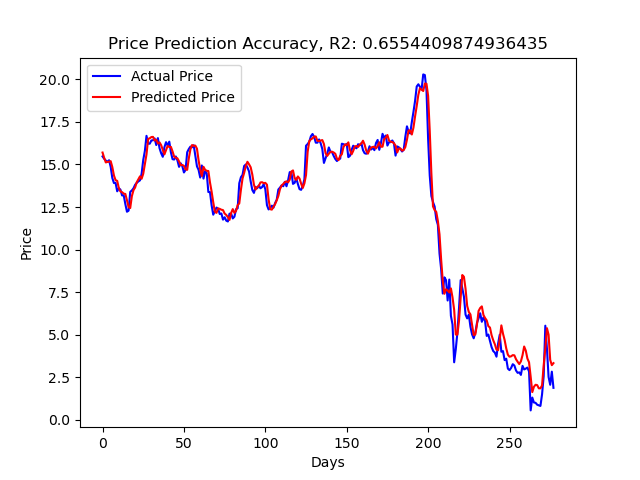 Price Prediction Accuracy, R2: 0.6554409874936435
Actual Price
Predicted Price
20.0
17.5
15.0
12.5
10.0
7.5
5.0
2.5
0.0
Price
0 50 100 150 200 250
Days